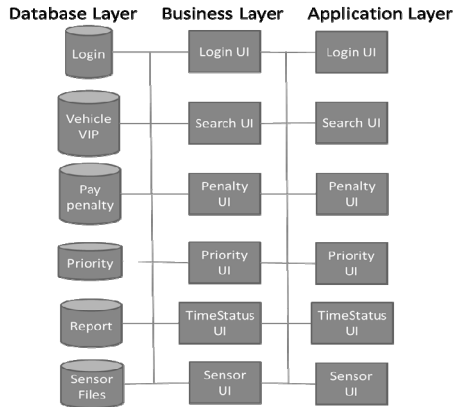 Database Layer Business Layer Application Layer
Login Login UI Login UI
Vehicle
VIP
Search UI Search UI
Pay
penalty
Penalty
UI
Penalty
UI
Priority
Priority
UI
Priority
UI
Report
TimeStatus
UI
TimeStatus
UI
Sensor
Files
Sensor
UI
Sensor
UI